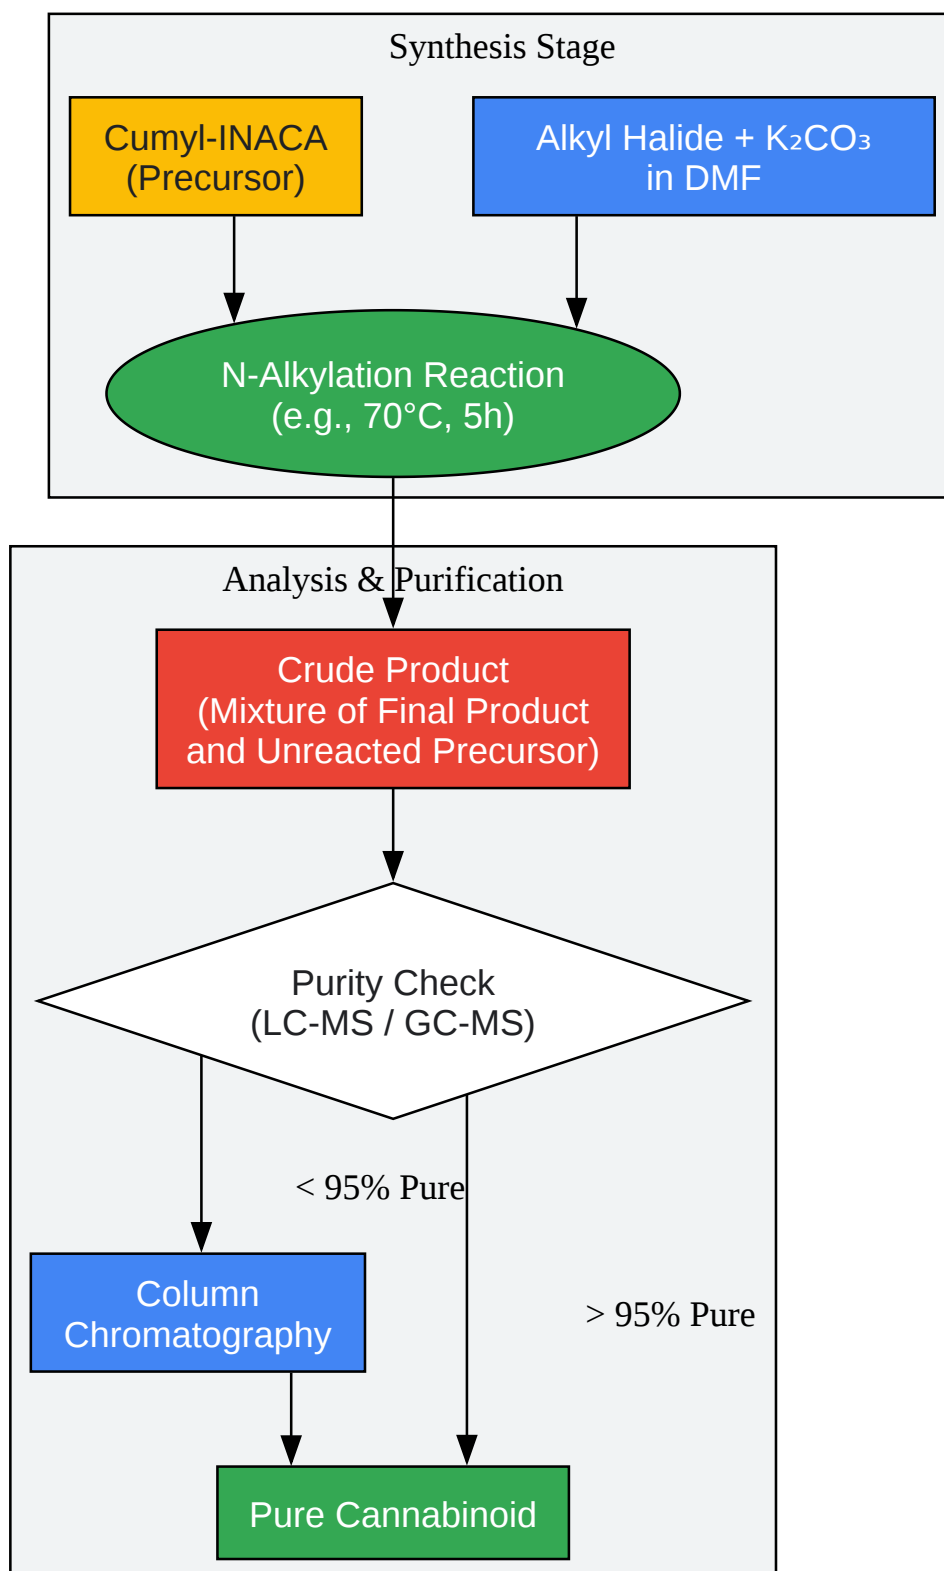 Synthesis Stage
Cumyl-INACA
(Precursor)
Alkyl Halide + K₂CO₃
in DMF
N-Alkylation Reaction
(e.g., 70°C, 5h)
Analysis & Purification
Crude Product
(Mixture of Final Product
and Unreacted Precursor)
Purity Check
(LC-MS / GC-MS)
< 95% Pure
Column
Chromatography
> 95% Pure
Pure Cannabinoid